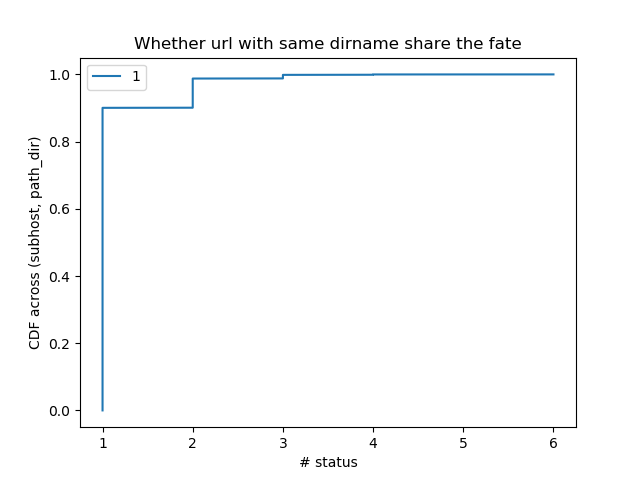 Whether url with same dirname share the fate
1
1.0
0.8
0.6
0.4
0.2
0.0
CDF across (subhost, path_dir)
1 2 3 4 5 6
# status